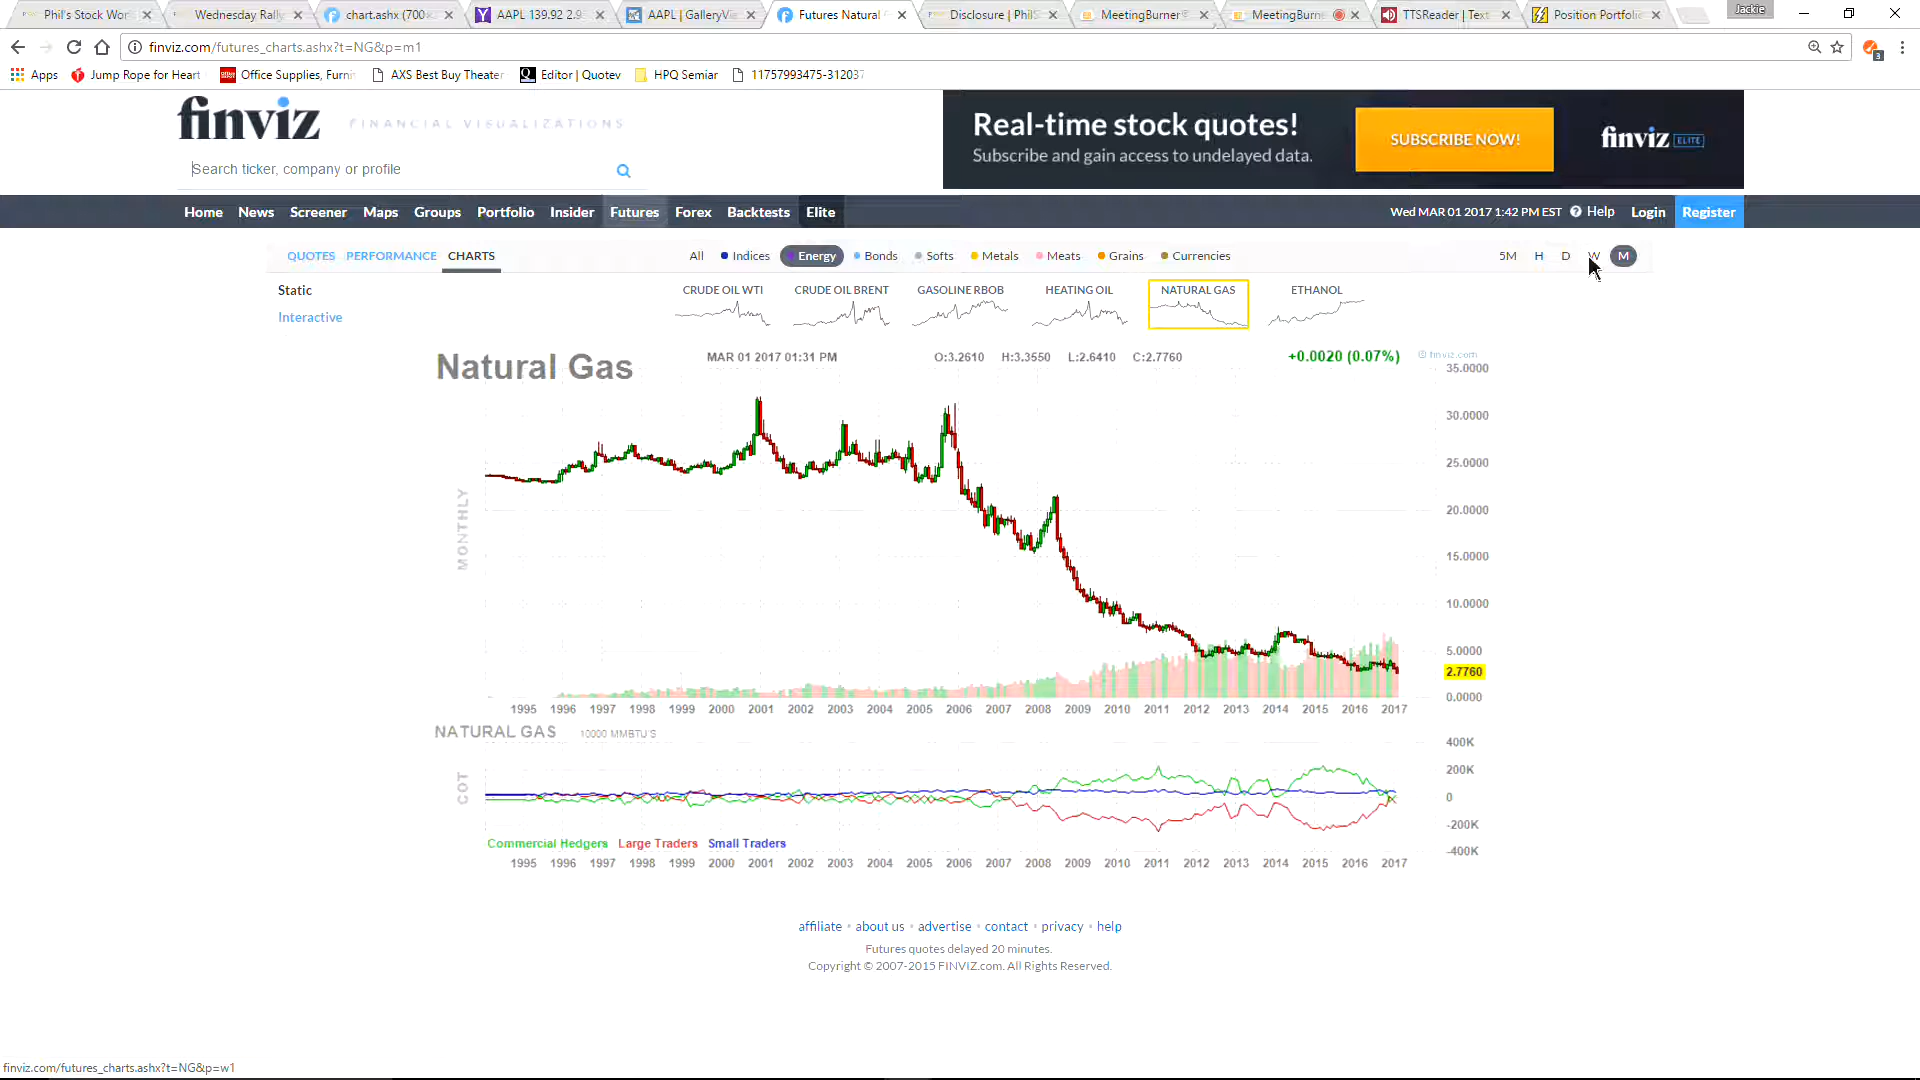 Phil's Stock Wor
Wednesday Rally
chart.ashx (700×
AAPL 139.92 2.9
AAPL | GalleryVie
Futures Natural
Disclosure | Phil'S
MeetingBurner
MeetingBurne
TTSReader | Text
Position Portfolio
Jackie
finviz.com/futures_charts.ashx?t=NG&p=m1
3
Apps
Jump Rope for Heart
Office Supplies, Furni
AXS Best Buy Theater
Editor | Quotev
HPQ Semiar
11757993475-312037
finviz
FINANCIAL VISUALIZATIONS
Search ticker, company or profile
Real-time stock quotes!
Subscribe and gain access to undelayed data.
SUBSCRIBE NOW!
finviz ELITE
Home News Screener Maps Groups Portfolio Insider Futures Forex Backtests Elite
Wed MAR 01 2017 1:42 PM EST ? Help Login Register
QUOTES PERFORMANCE CHARTS
All Indices Energy Bonds Softs Metals Meats Grains Currencies
5M H D W M
Static
Interactive
CRUDE OIL WTI CRUDE OIL BRENT GASOLINE RBOB HEATING OIL NATURAL GAS ETHANOL
Natural Gas
MAR 01 2017 01:31 PM O:3.2610 H:3.3550 L:2.6410 C:2.7760 +0.0020 (0.07%) © finviz.com
35.0000
30.0000
25.0000
20.0000
15.0000
10.0000
5.0000
2.7760
0.0000
MONTHLY
1995 1996 1997 1998 1999 2000 2001 2002 2003 2004 2005 2006 2007 2008 2009 2010 2011 2012 2013 2014 2015 2016 2017
NATURAL GAS 10000 MMBTU'S
400K
200K
0
-200K
-400K
COT
Commercial Hedgers Large Traders Small Traders
1995 1996 1997 1998 1999 2000 2001 2002 2003 2004 2005 2006 2007 2008 2009 2010 2011 2012 2013 2014 2015 2016 2017
affiliate • about us • advertise • contact • privacy • help
Futures quotes delayed 20 minutes.
Copyright © 2007-2015 FINVIZ.com. All Rights Reserved.
finviz.com/futures_charts.ashx?t=NG&p=w1